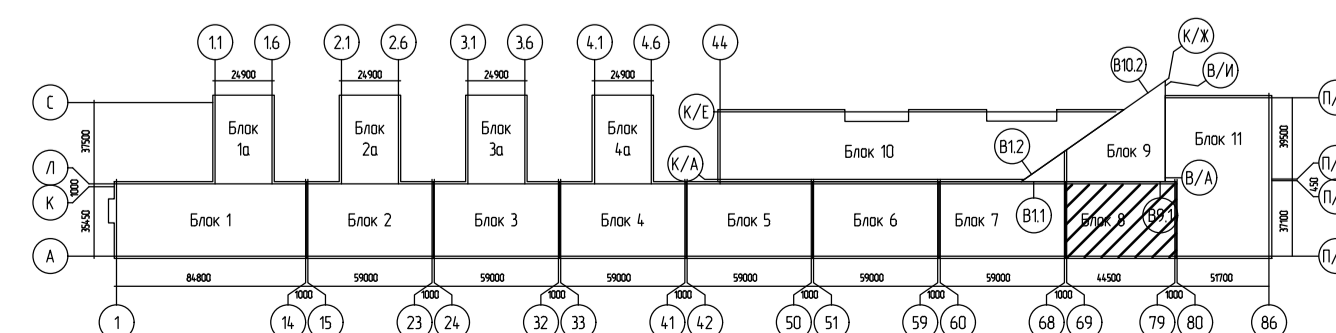 1.1 1.6 2.1 2.6 3.1 3.6 4.1 4.6 44 К/Ж
В10.2 В/И
24900 24900 24900 24900
С П/
К/Е
37500 Блок 1а Блок 2а Блок 3а Блок 4а В1.2 Блок 10 Блок 9 Блок 11 39500
Л К/А В/А П/
1000 450
К П/
35450 Блок 1 Блок 2 Блок 3 Блок 4 Блок 5 Блок 6 Блок 7 В1.1 Блок 8 В9.1 37100
А П/
84800 59000 59000 59000 59000 59000 59000 44500 51700
1000 1000 1000 1000 1000 1000 1000 1000
1 14 15 23 24 32 33 41 42 50 51 59 60 68 69 79 80 86